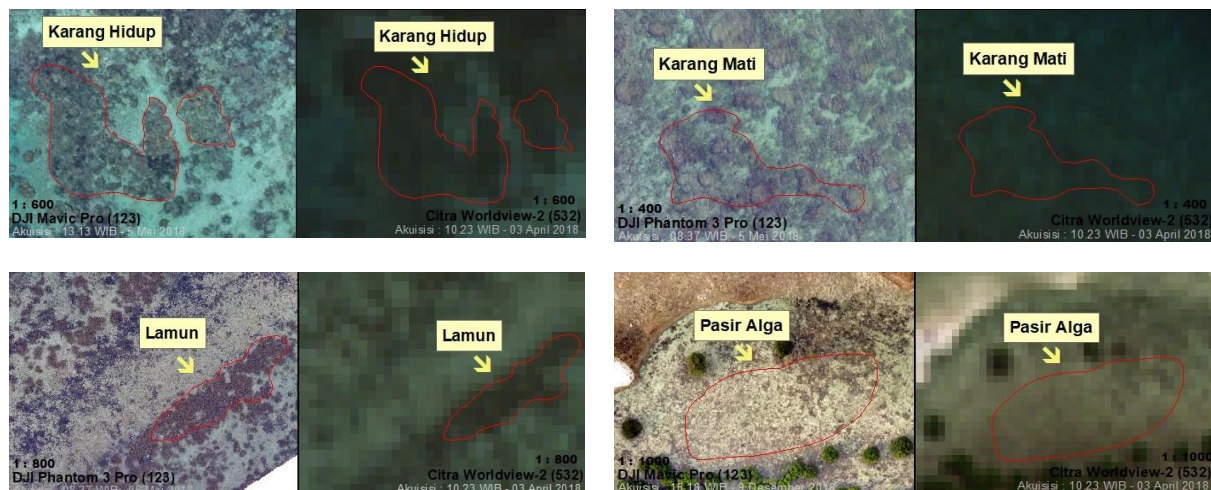 Karang Hidup
1 : 600
DJI Mavic Pro (123)
Akuisisi : 13.13 WIB - 5 Mei 2018
Karang Hidup
1 : 600
Citra Worldview-2 (532)
Akuisisi : 10.23 WIB - 03 April 2018
Karang Mati
1 : 400
DJI Phantom 3 Pro (123)
Akuisisi : 08.37 WIB - 5 Mei 2018
Karang Mati
1 : 400
Citra Worldview-2 (532)
Akuisisi : 10.23 WIB - 03 April 2018
Lamun
1 : 800
DJI Phantom 3 Pro (123)
Lamun
1 : 800
Citra Worldview-2 (532)
Akuisisi : 10.23 WIB - 03 April 2018
Pasir Alga
1 : 1000
DJI Mavic Pro (123)
Desember
Pasir Alga
1 : 1000
Citra Worldview-2 (532)
Akuisisi : 10.23 WIB - 03 April 2018